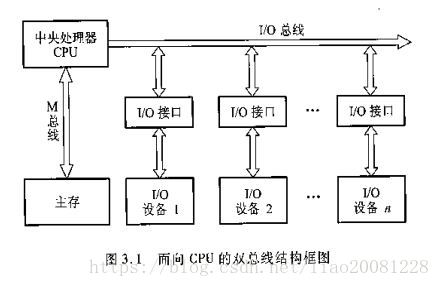 中央处理器
CPU
I/O 总线
M
总
线
I/O 接口
I/O 接口
…
I/O 接口
主存
I/O
设备 1
I/O
设备 2
…
I/O
设备 n
图 3.1 面向 CPU 的双总线结构框图
https://blog.csdn.net/liao20081228